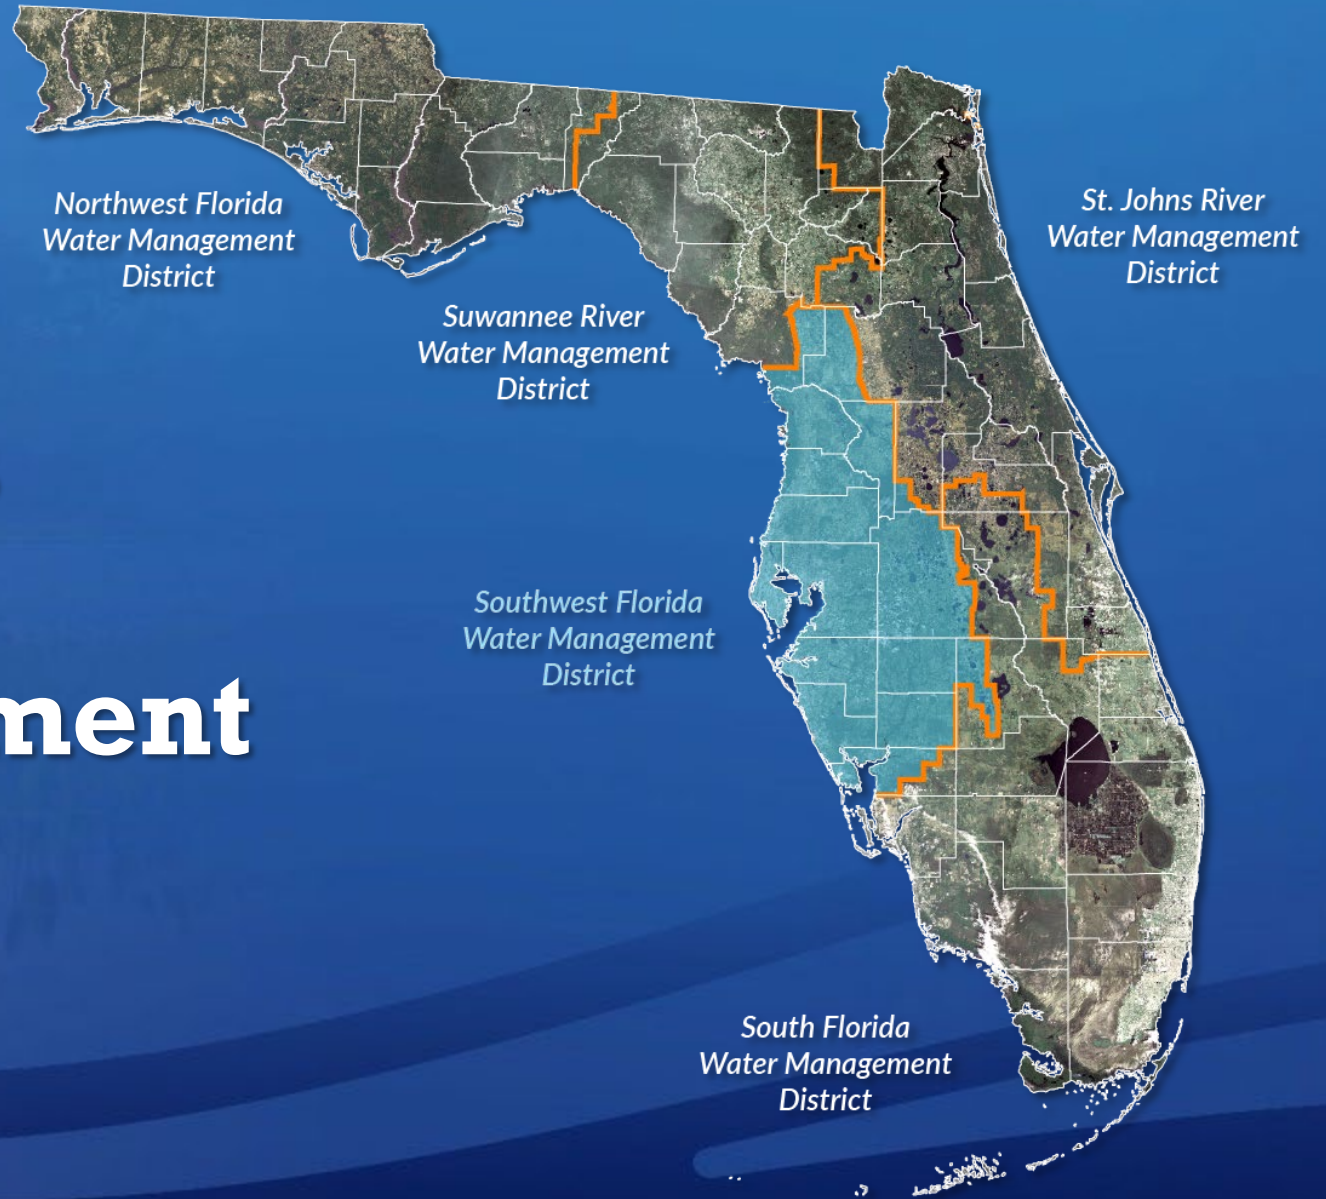 Northwest Florida
Water Management
District
St. Johns River
Water Management
District
Suwannee River
Water Management
District
Southwest Florida
Water Management
District
ment
South Florida
Water Management
District